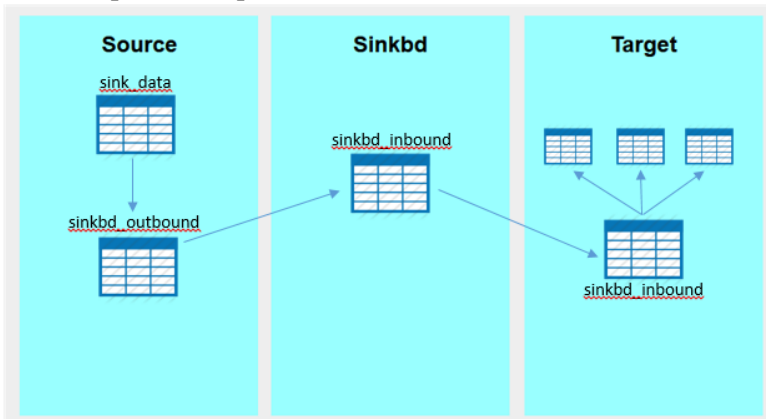 Source
Sinkbd
Target
sink_data
sinkbd_inbound
sinkbd_outbound
sinkbd_inbound